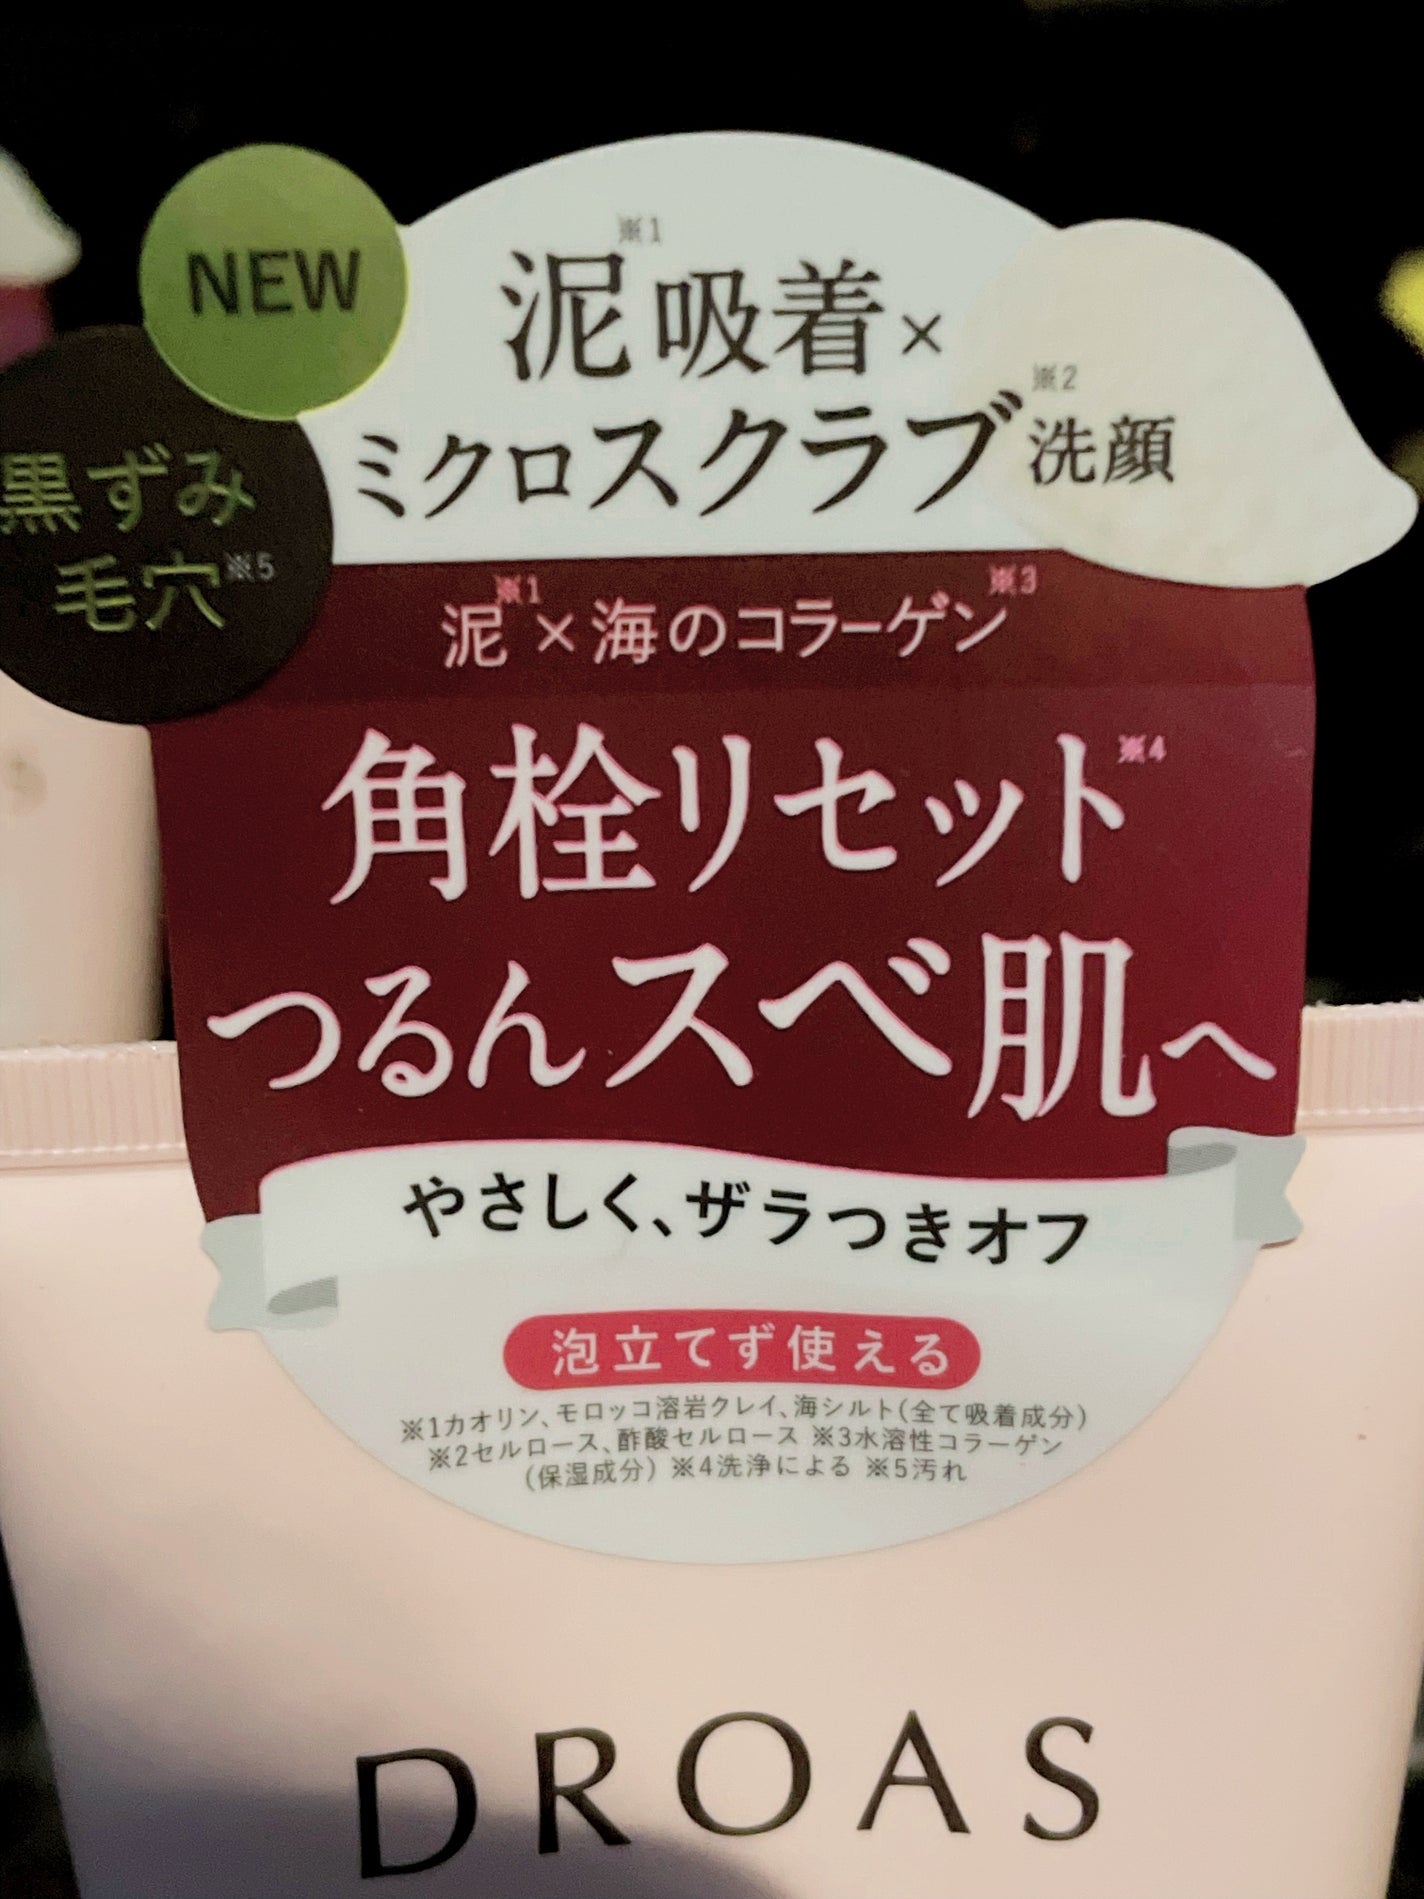 NEW
黒ずみ
毛穴※5
泥※1吸着×
ミクロスクラブ※2洗顔
泥※1×海のコラーゲン※3
角栓リセット※4
つるんスベ肌へ
やさしく、ザラつきオフ
泡立てず使える
※1カオリン、モロッコ溶岩クレイ、海シルト(全て吸着成分)
※2セルロース、酢酸セルロース ※3水溶性コラーゲン
(保湿成分) ※4洗浄による ※5汚れ
DROAS